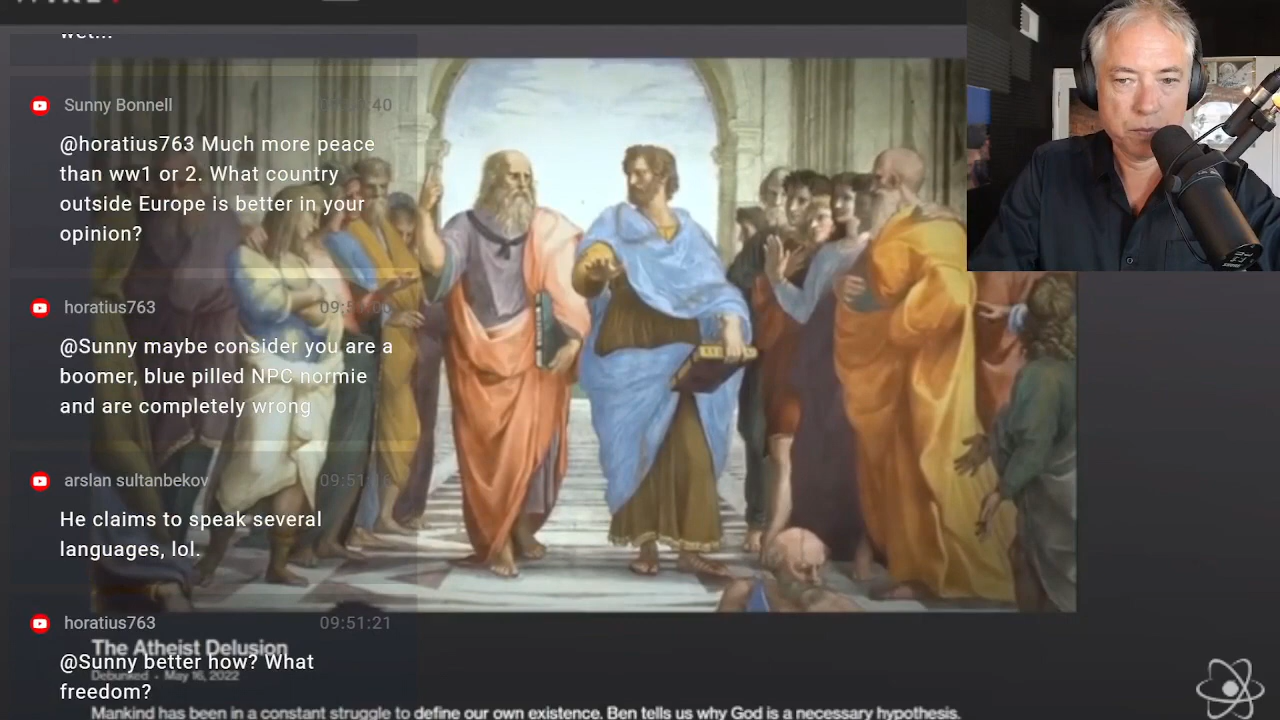 wet...
Sunny Bonnell
@horatius763 Much more peace
than ww1 or 2. What country
outside Europe is better in your
opinion?
horatius763
@Sunny maybe consider you are a
boomer, blue pilled NPC normie
and are completely wrong
arslan sultanbekov
He claims to speak several
languages, lol.
horatius763 09:51:21
@Sunny better how? What
freedom?
The Atheist Delusion
Debunked • May 16, 2022
Mankind has been in a constant struggle to define our own existence. Ben tells us why God is a necessary hypothesis.